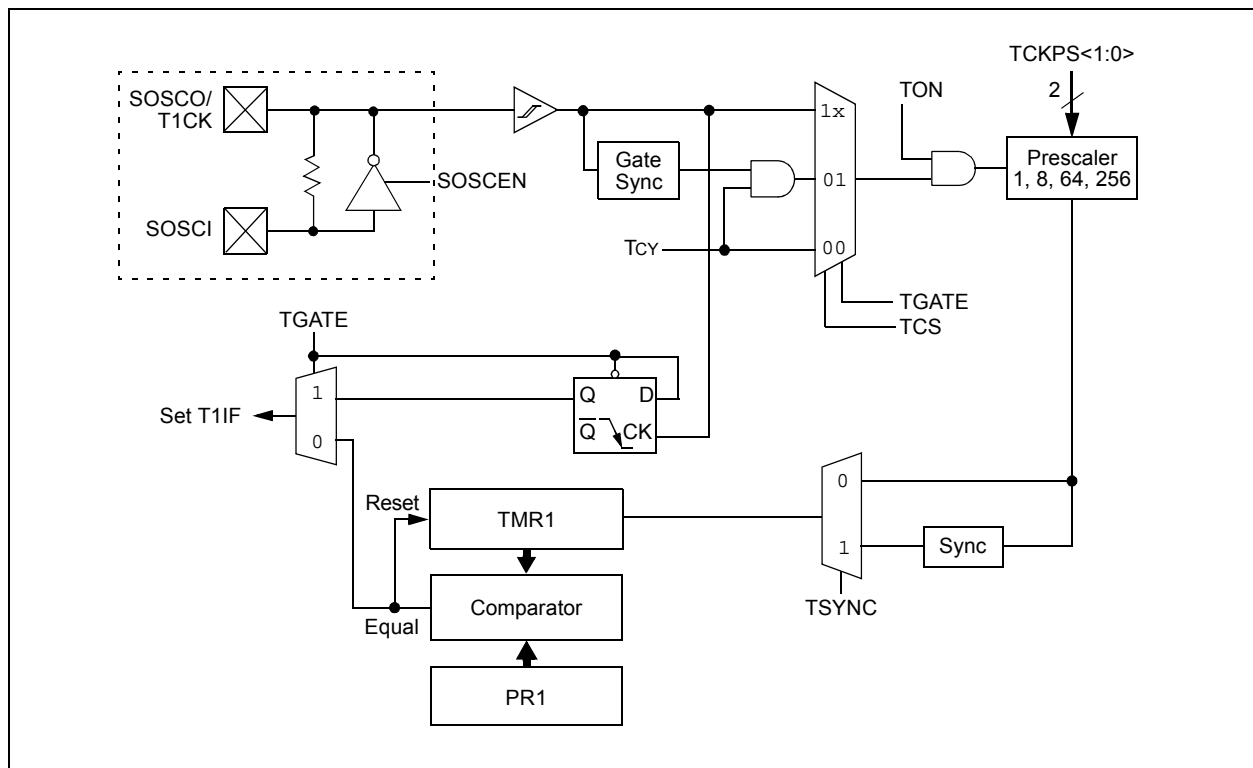 TCKPS<1:0>
2
SOSCO/
T1CK
TON
1x
Gate
Sync
Prescaler
1, 8, 64, 256
SOSCEN
01
SOSCI
TCY
00
TGATE
TCS
TGATE
1
Q
D
Set T1IF
Q
CK
0
Reset
TMR1
0
1
Sync
TSYNC
Comparator
Equal
PR1